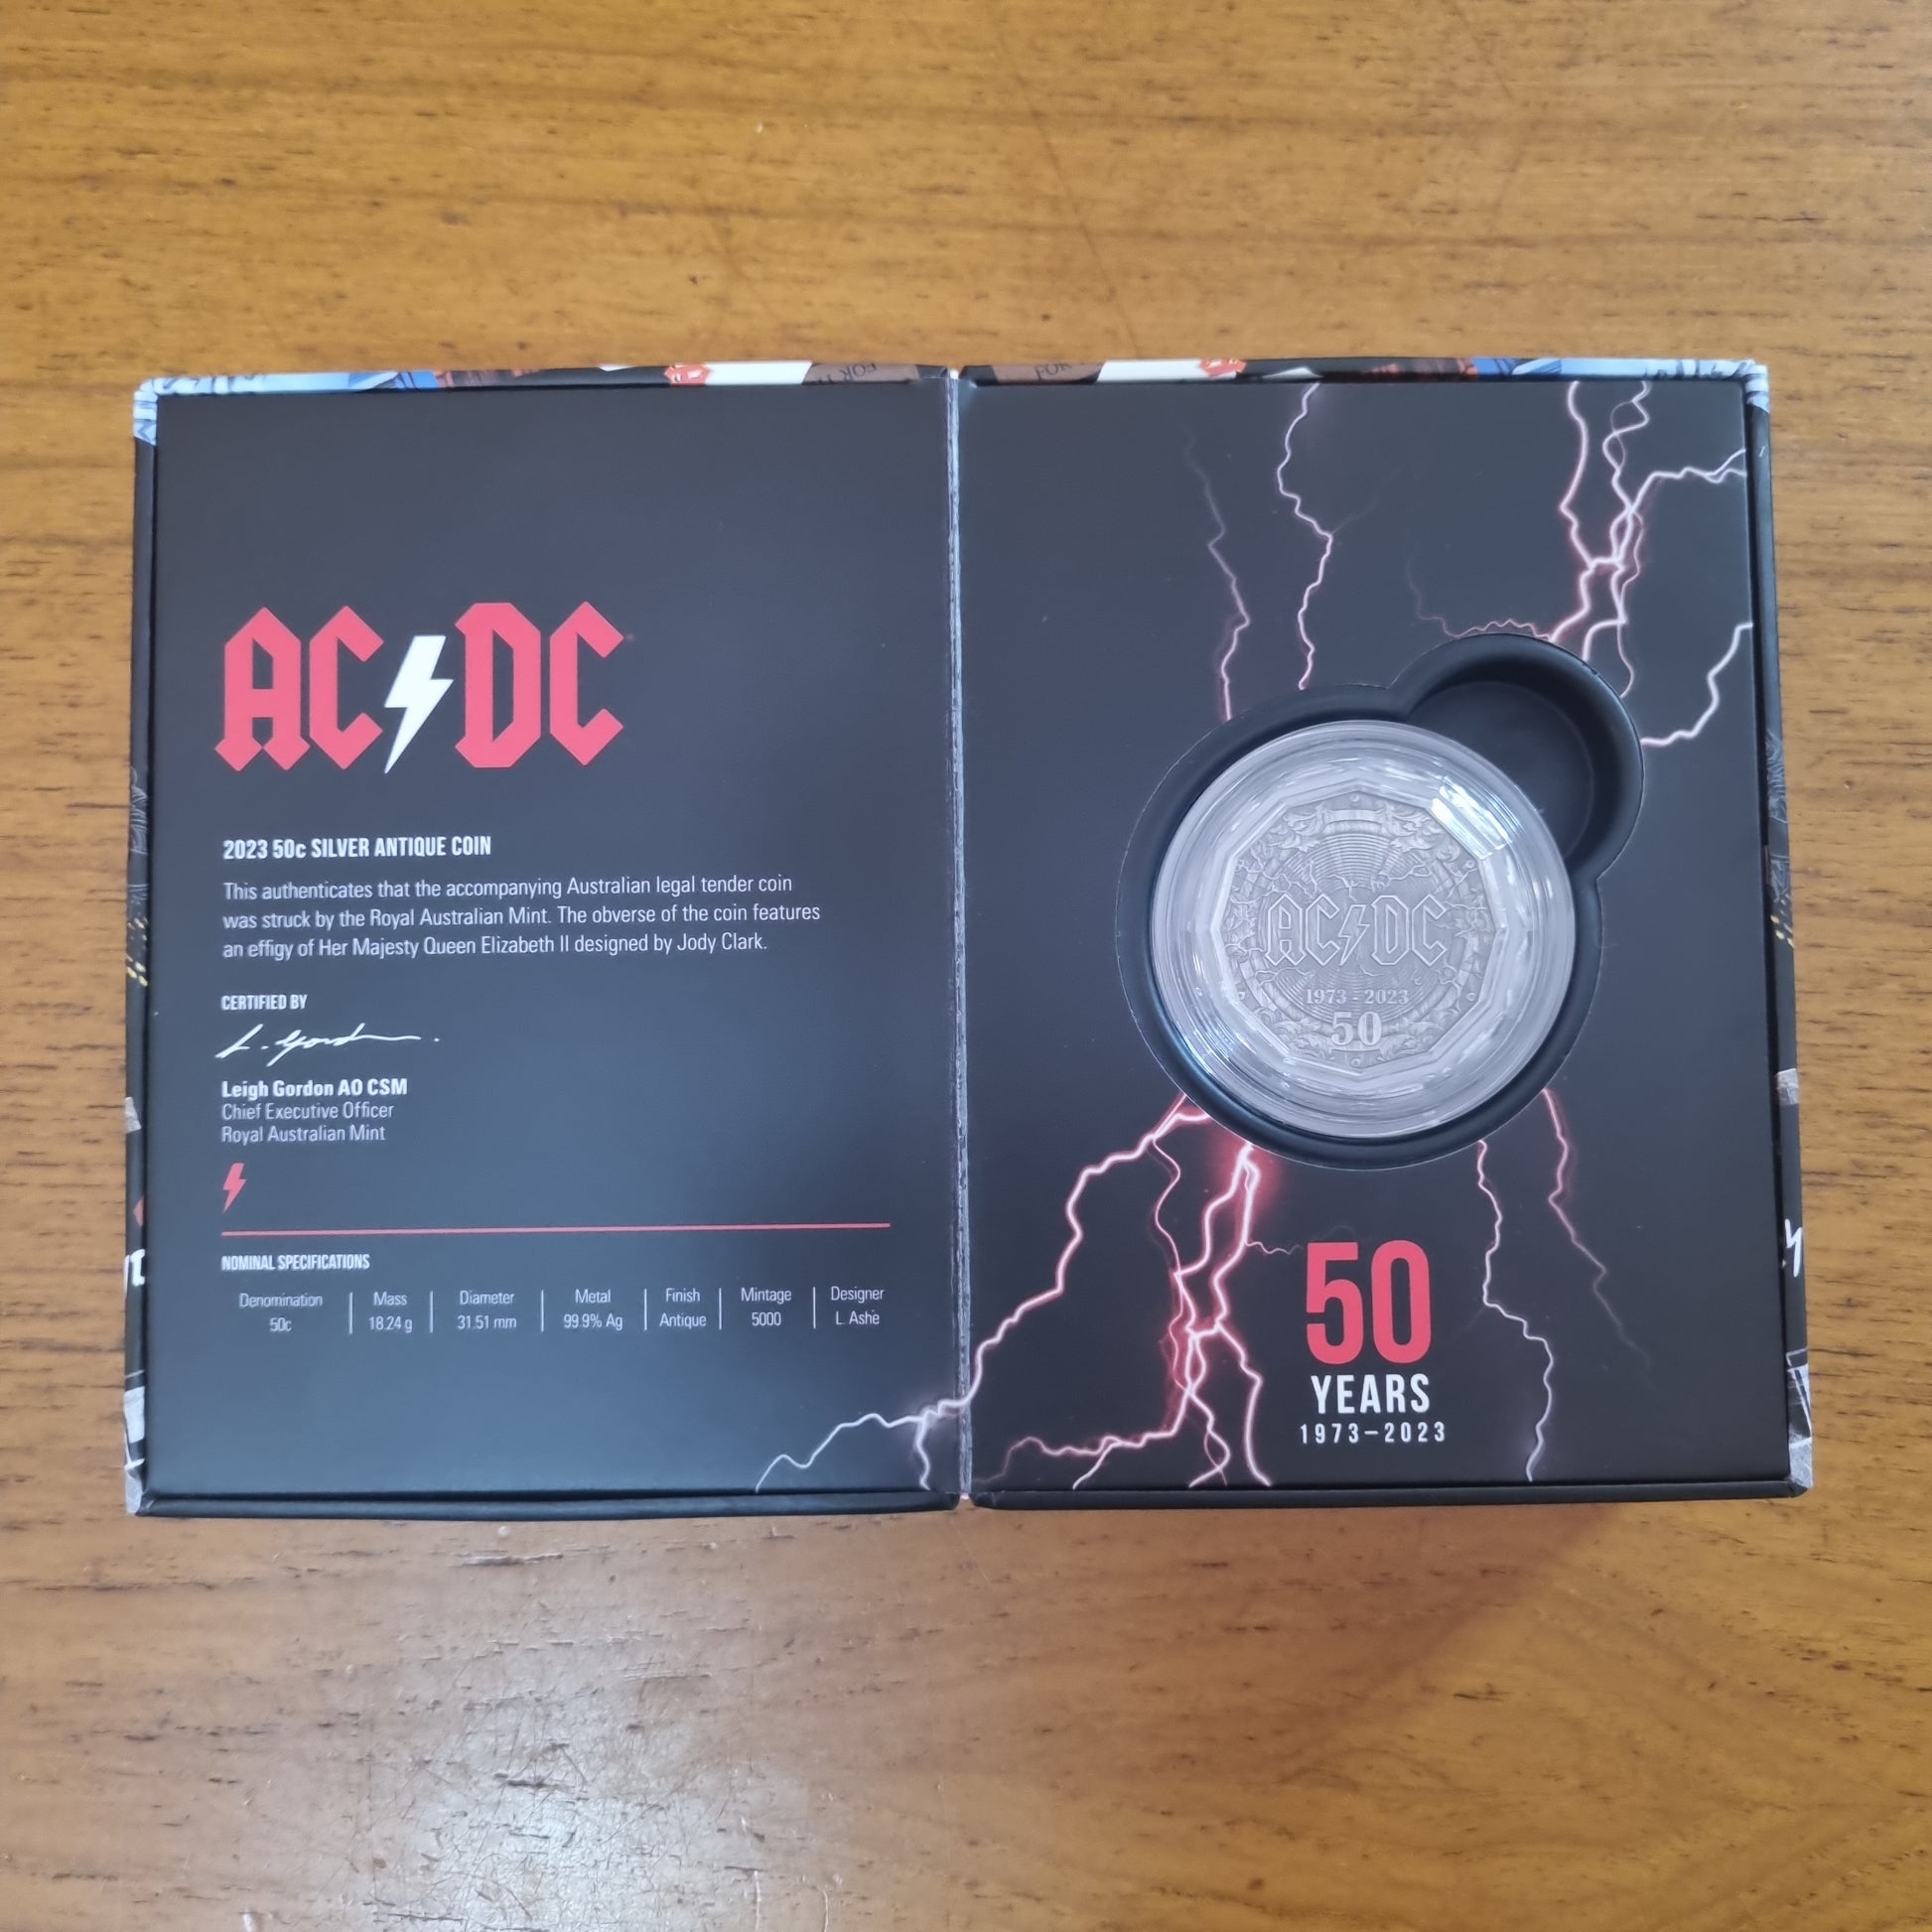 AC⚡DC
2023 50c SILVER ANTIQUE COIN
This authenticates that the accompanying Australian legal tender coin
was struck by the Royal Australian Mint. The obverse of the coin features
an effigy of Her Majesty Queen Elizabeth II designed by Jody Clark.
CERTIFIED BY
L. Gordon
Leigh Gordon AO CSM
Chief Executive Officer
Royal Australian Mint
NOMINAL SPECIFICATIONS
Denomination Mass Diameter Metal Finish Mintage Designer
50c 18.24 g 31.51 mm 99.9% Ag Antique 5000 L. Ashe
AC⚡DC
1973 - 2023
50
50
YEARS
1973–2023
FOR